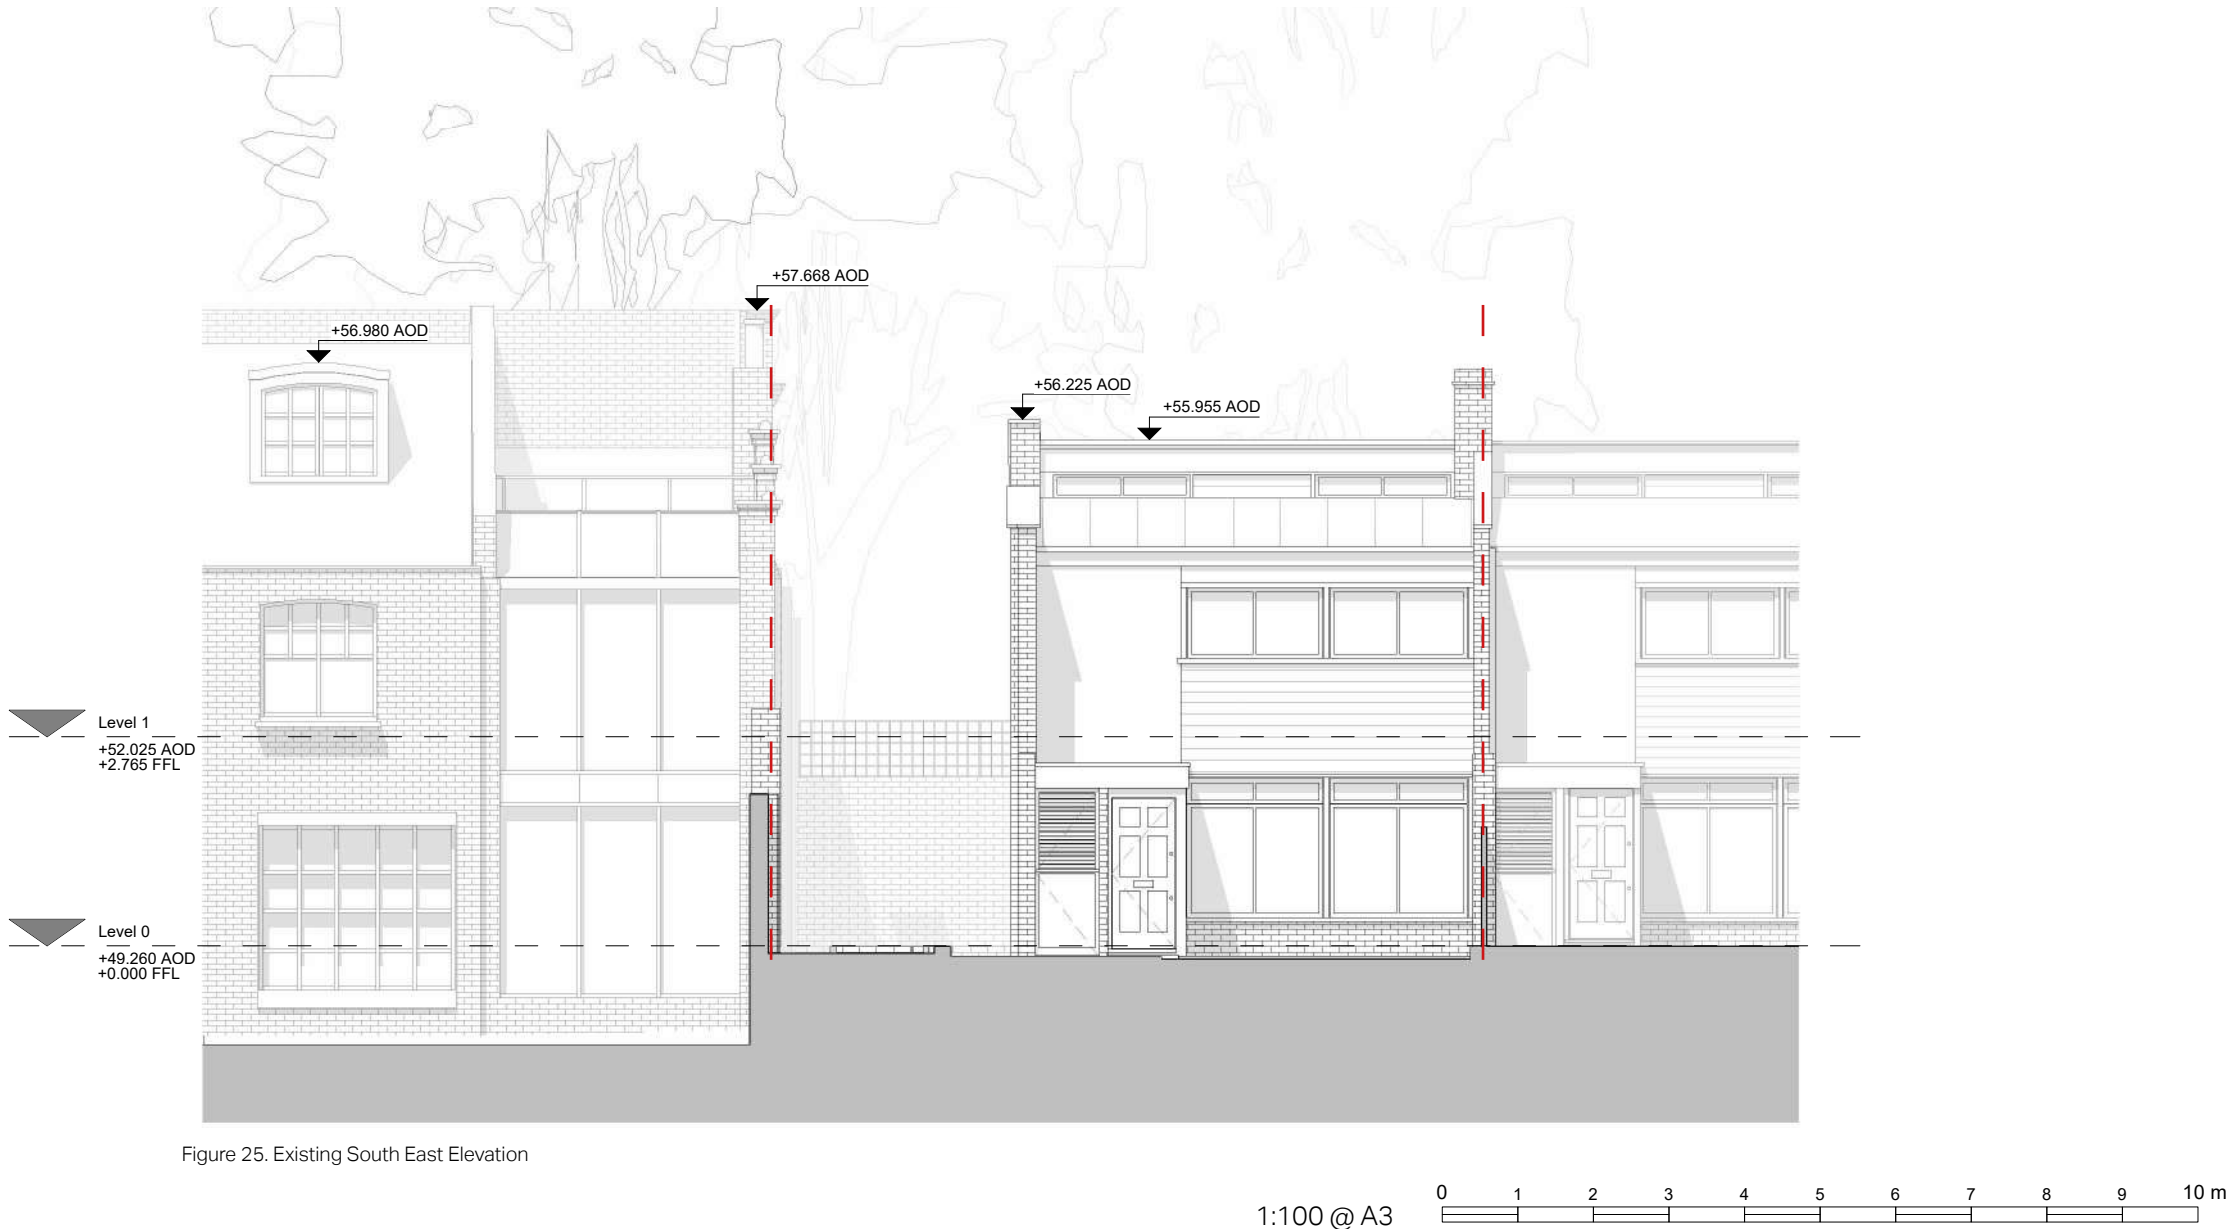 +57.668 AOD
+56.980 AOD
+56.225 AOD
+55.955 AOD
Level 1
+52.025 AOD
+2.765 FFL
Level 0
+49.260 AOD
+0.000 FFL
Figure 25. Existing South East Elevation
1:100 @ A3
0 1 2 3 4 5 6 7 8 9 10 m